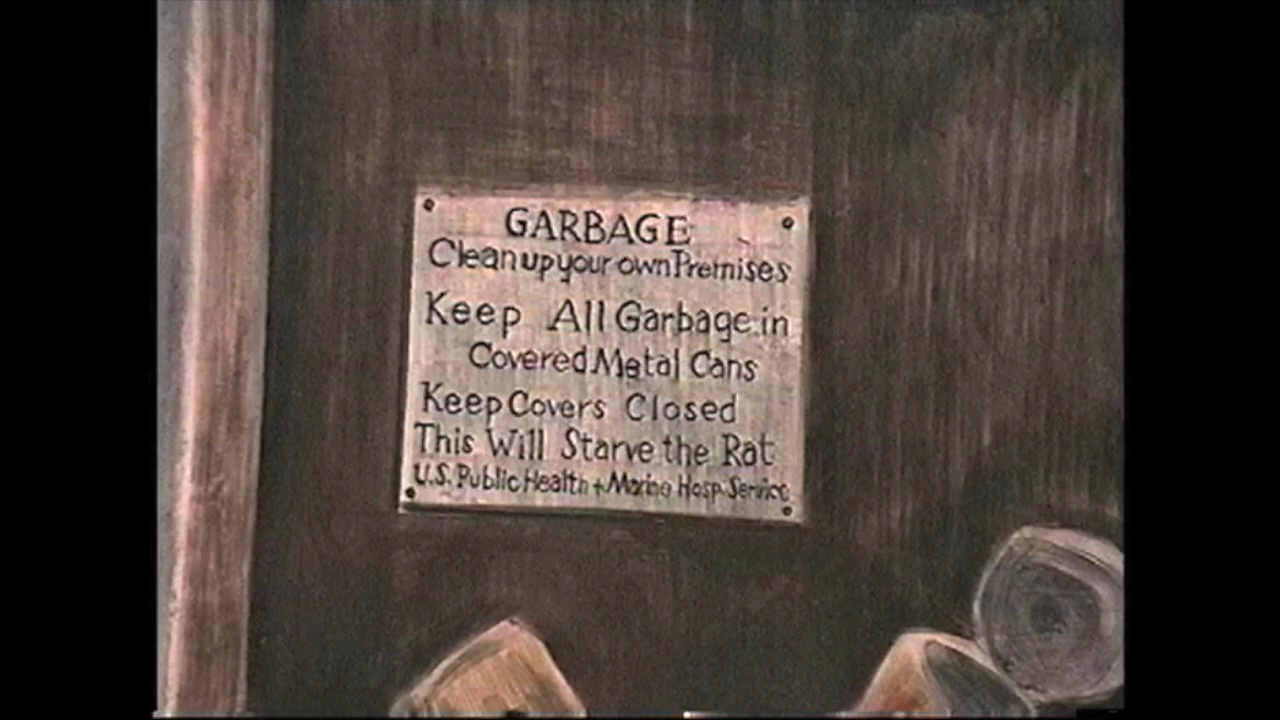 GARBAGE
Clean up your own Premises
Keep All Garbage in
Covered Metal Cans
Keep Covers Closed
This Will Starve the Rat
U.S. Public Health + Marine Hosp. Service